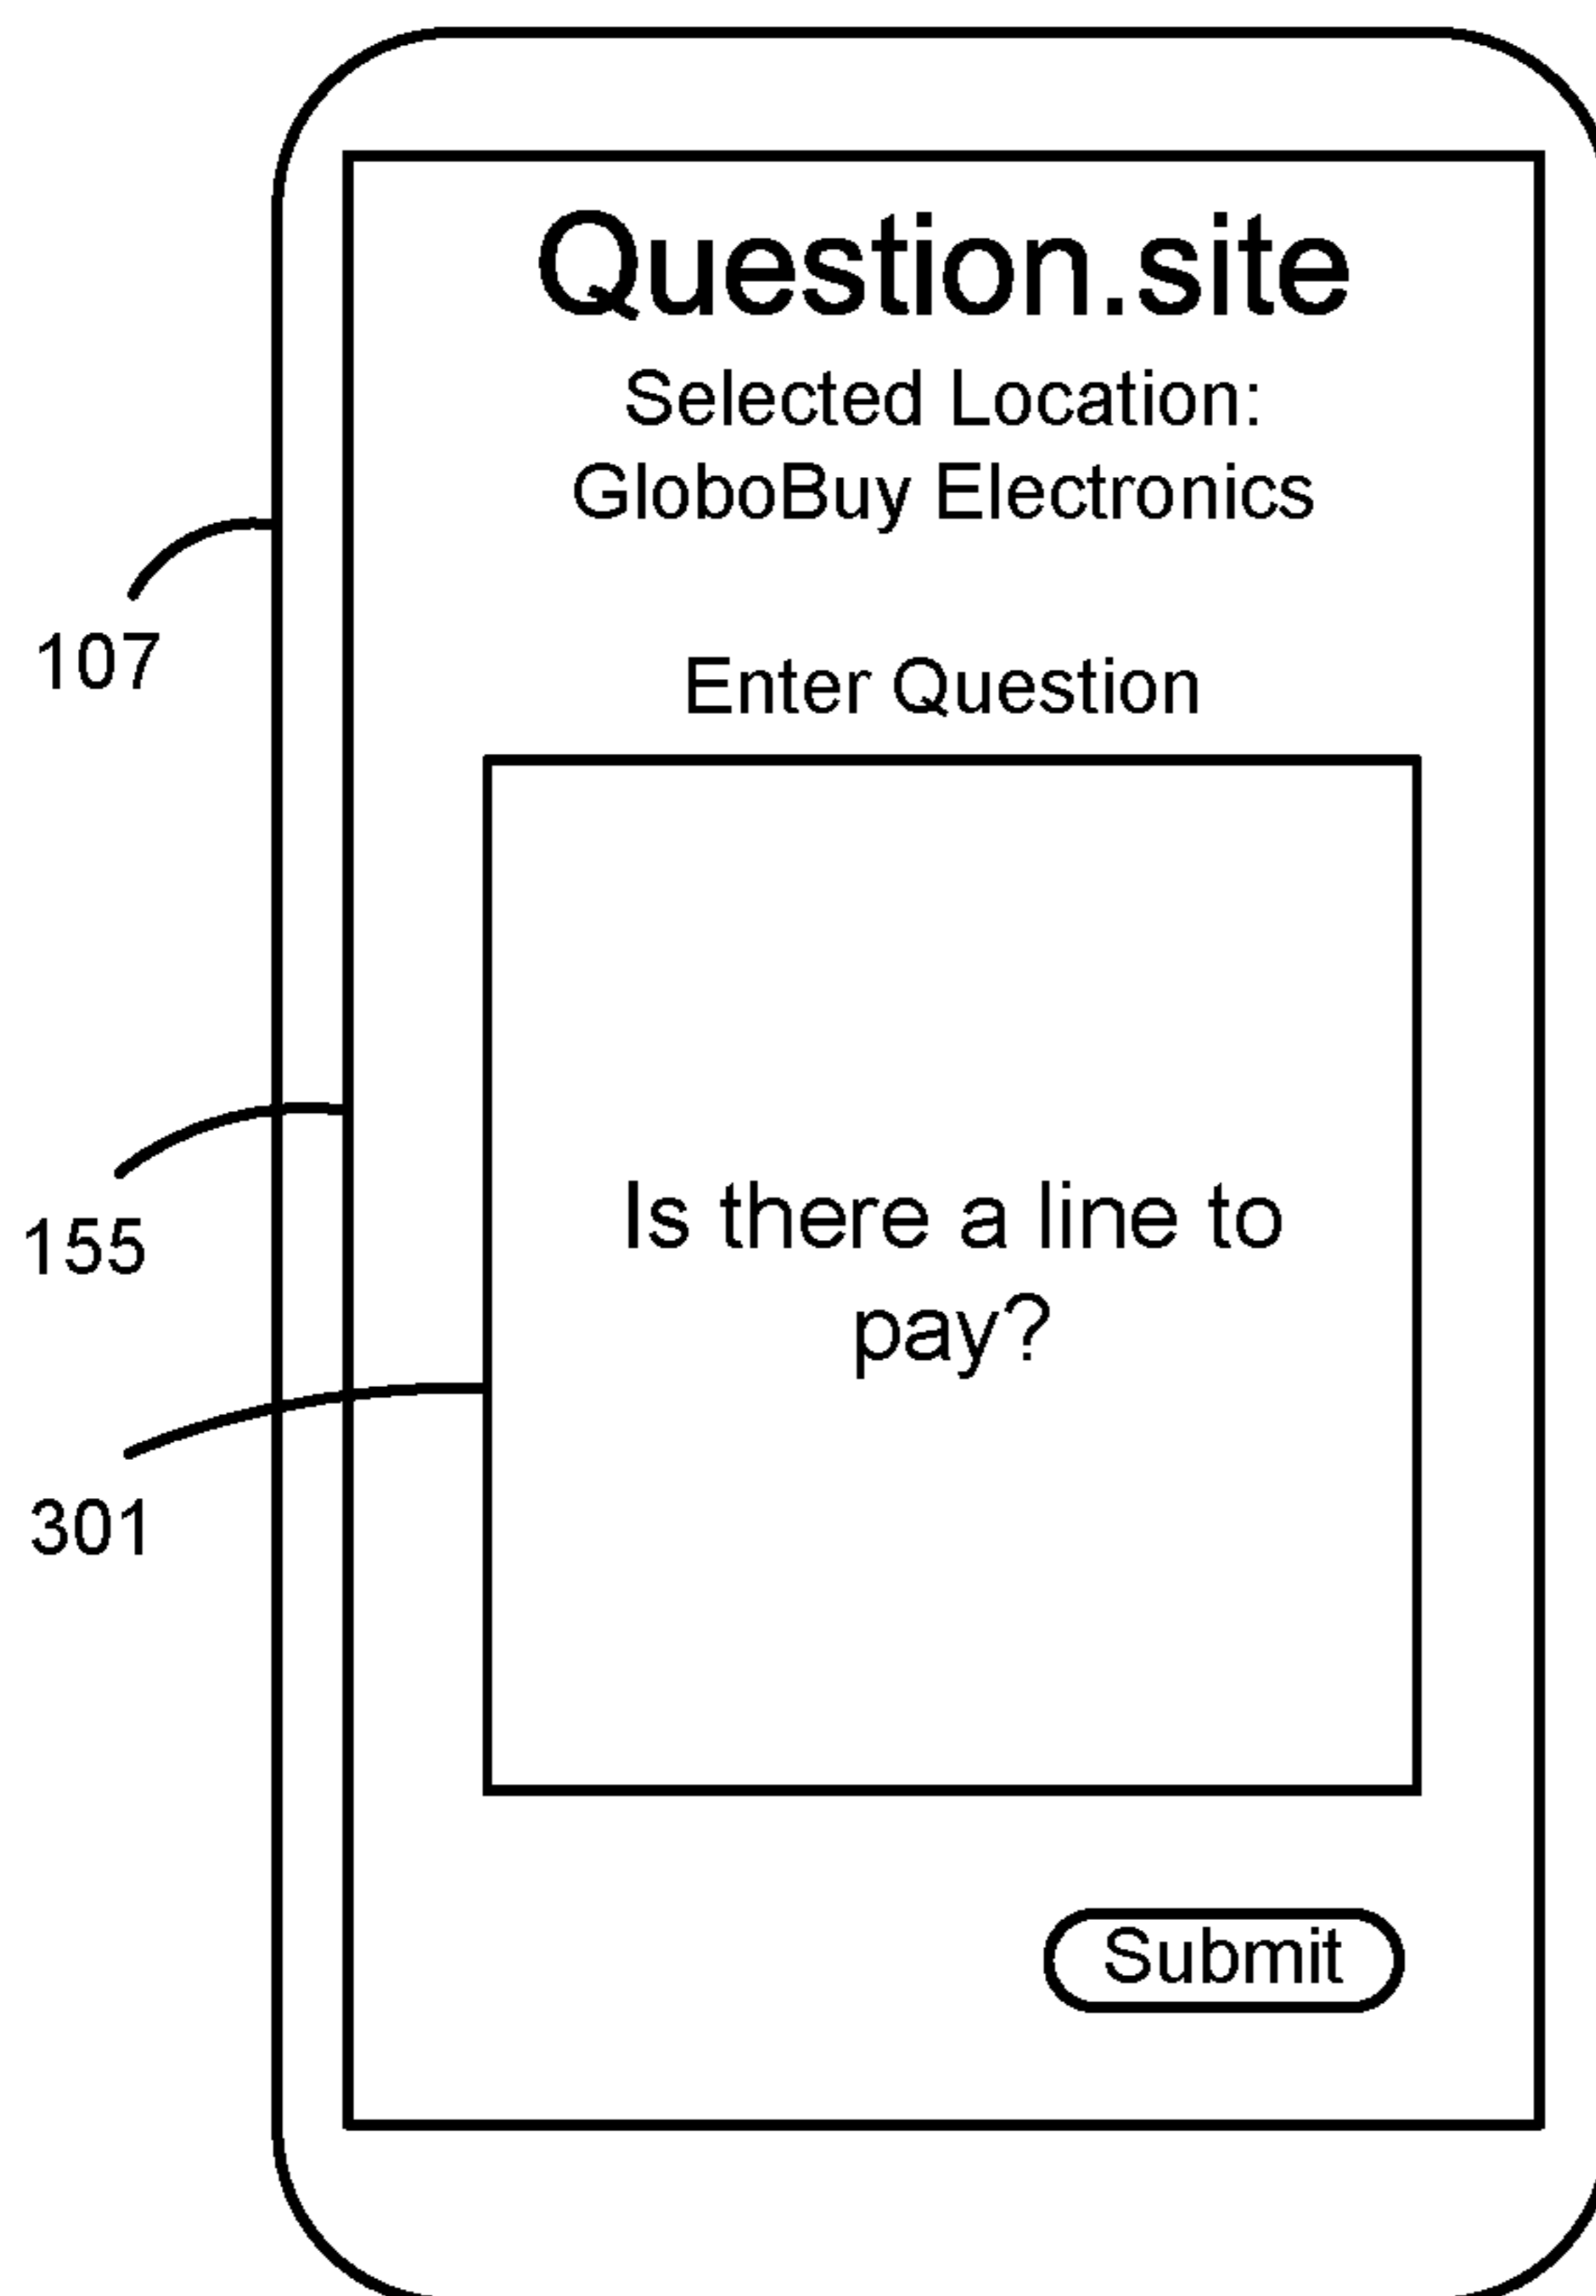 Question.site
Selected Location:
GloboBuy Electronics
107
Enter Question
155
Is there a line to
pay?
301
Submit